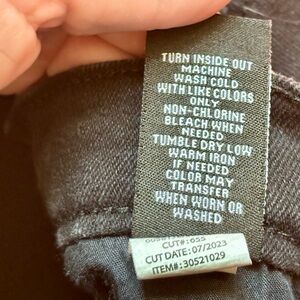 TURN INSIDE OUT
MACHINE
WASH COLD
WITH LIKE COLORS
ONLY
NON-CHLORINE
BLEACH WHEN
NEEDED
TUMBLE DRY LOW
WARM IRON
IF NEEDED
COLOR MAY
TRANSFER
WHEN WORN OR
WASHED
CUT#:655
CUT DATE:07/2023
ITEM#:30521029